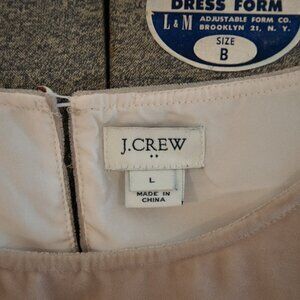 DRESS FORM
L & M ADJUSTABLE FORM CO.
BROOKLYN 21, N. Y.
SIZE
B
J.CREW
L
MADE IN
CHINA